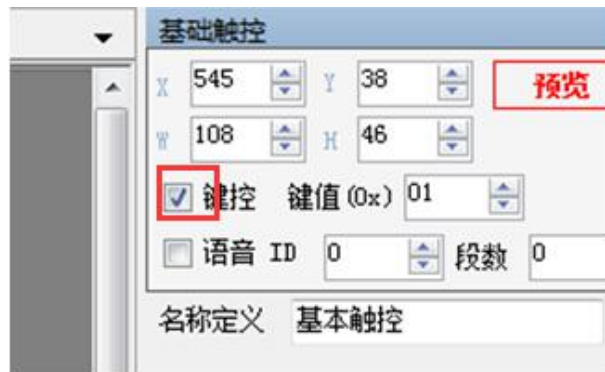 基础触控
X 545 Y 38 预览
W 108 H 46
键控 键值(0x) 01
语音 ID 0 段数 0
名称定义 基本触控